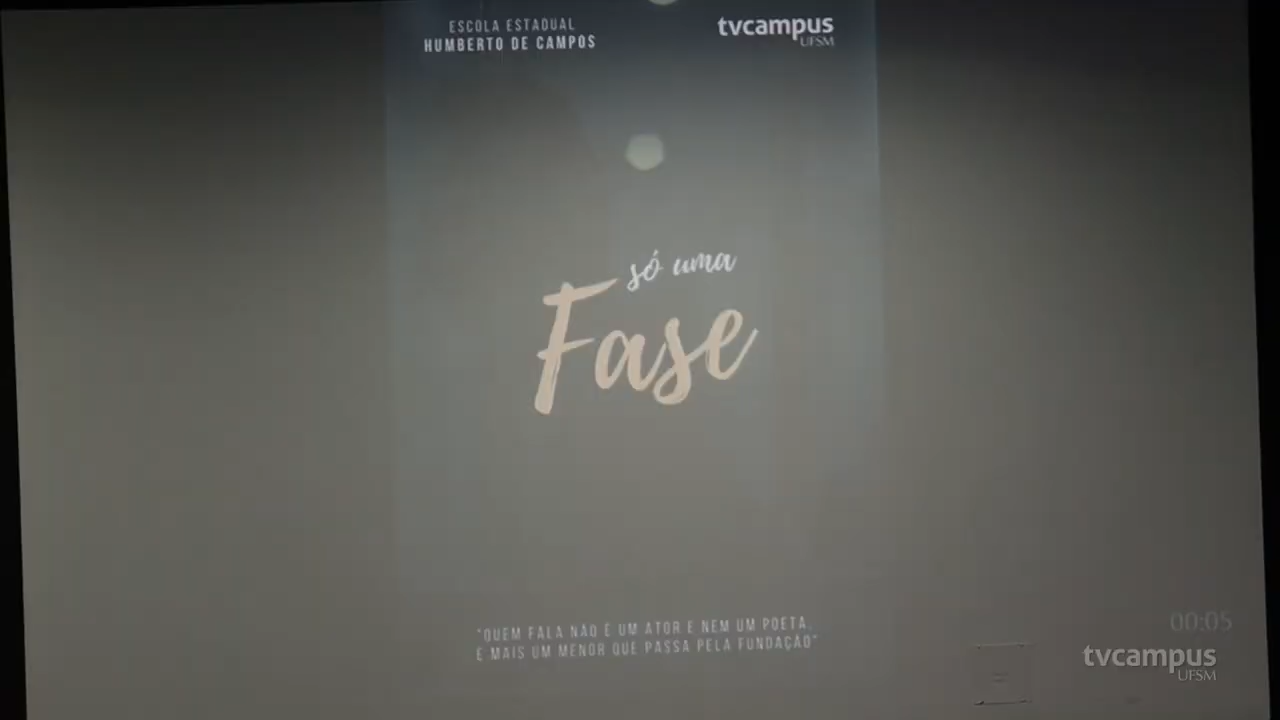 ESCOLA ESTADUAL
HUMBERTO DE CAMPOS
tvcampus
UFSM
só uma
Fase
"QUEM FALA NÃO É UM ATOR E NEM UM POETA,
É MAIS UM MENOR QUE PASSA PELA FUNDAÇÃO"
00:05
tvcampus
UFSM